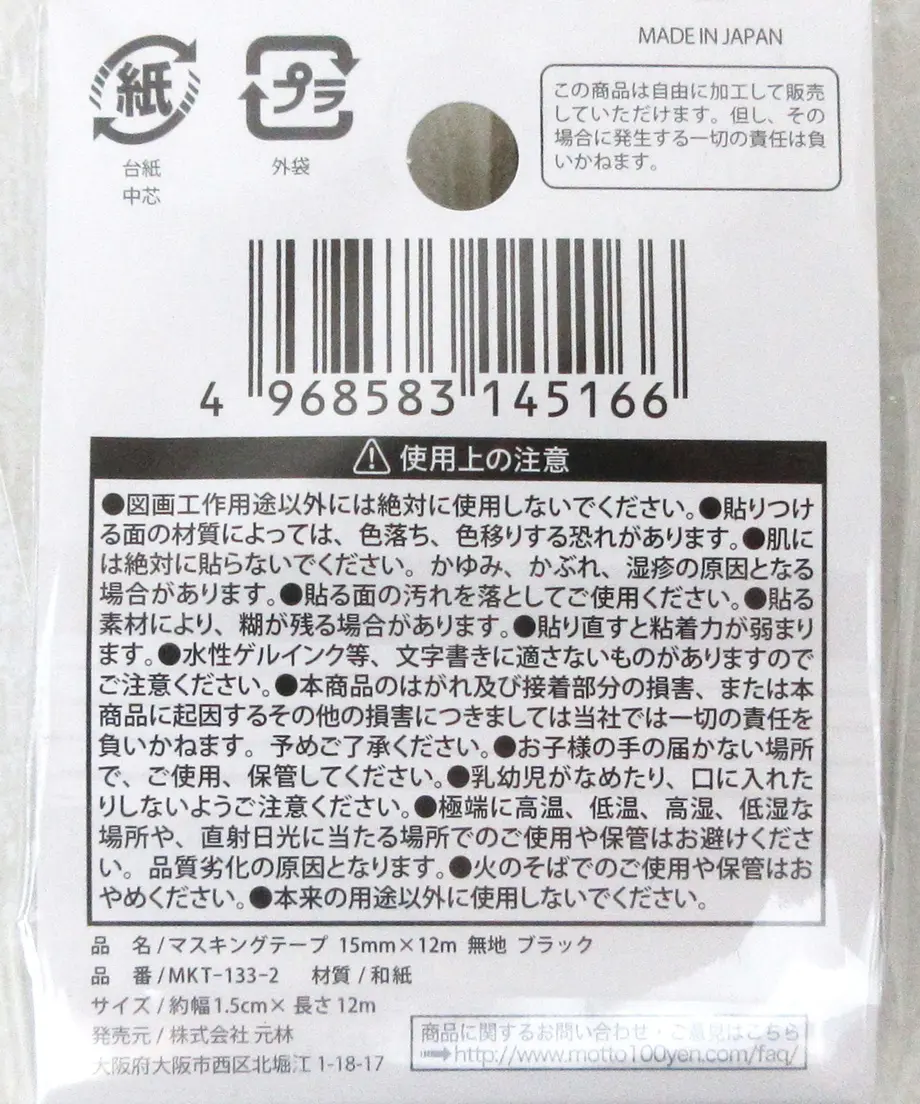 MADE IN JAPAN
紙
プラ
台紙
中芯
外袋
この商品は自由に加工して販売
していただけます。但し、その
場合に発生する一切の責任は負
いかねます。
4 968583 145166
使用上の注意
●図画工作用途以外には絶対に使用しないでください。●貼りつけ
る面の材質によっては、色落ち、色移りする恐れがあります。●肌に
は絶対に貼らないでください。かゆみ、かぶれ、湿疹の原因となる
場合があります。●貼る面の汚れを落としてご使用ください。●貼る
素材により、糊が残る場合があります。●貼り直すと粘着力が弱まり
ます。●水性ゲルインク等、文字書きに適さないものがありますので
ご注意ください。●本商品のはがれ及び接着部分の損害、または本
商品に起因するその他の損害につきましては当社では一切の責任を
負いかねます。予めご了承ください。●お子様の手の届かない場所
で、ご使用、保管してください。●乳幼児がなめたり、口に入れた
りしないようご注意ください。●極端に高温、低温、高湿、低湿な
場所や、直射日光に当たる場所でのご使用や保管はお避けくださ
い。品質劣化の原因となります。●火のそばでのご使用や保管はお
やめください。●本来の用途以外に使用しないでください。
品 名/マスキングテープ 15mm×12m 無地 ブラック
品 番/MKT-133-2 材質/和紙
サイズ/約幅1.5cm×長さ12m
発売元/株式会社 元林
大阪府大阪市西区北堀江 1-18-17
商品に関するお問い合わせ・ご意見はこちら
➡http://www.motto100yen.com/faq/